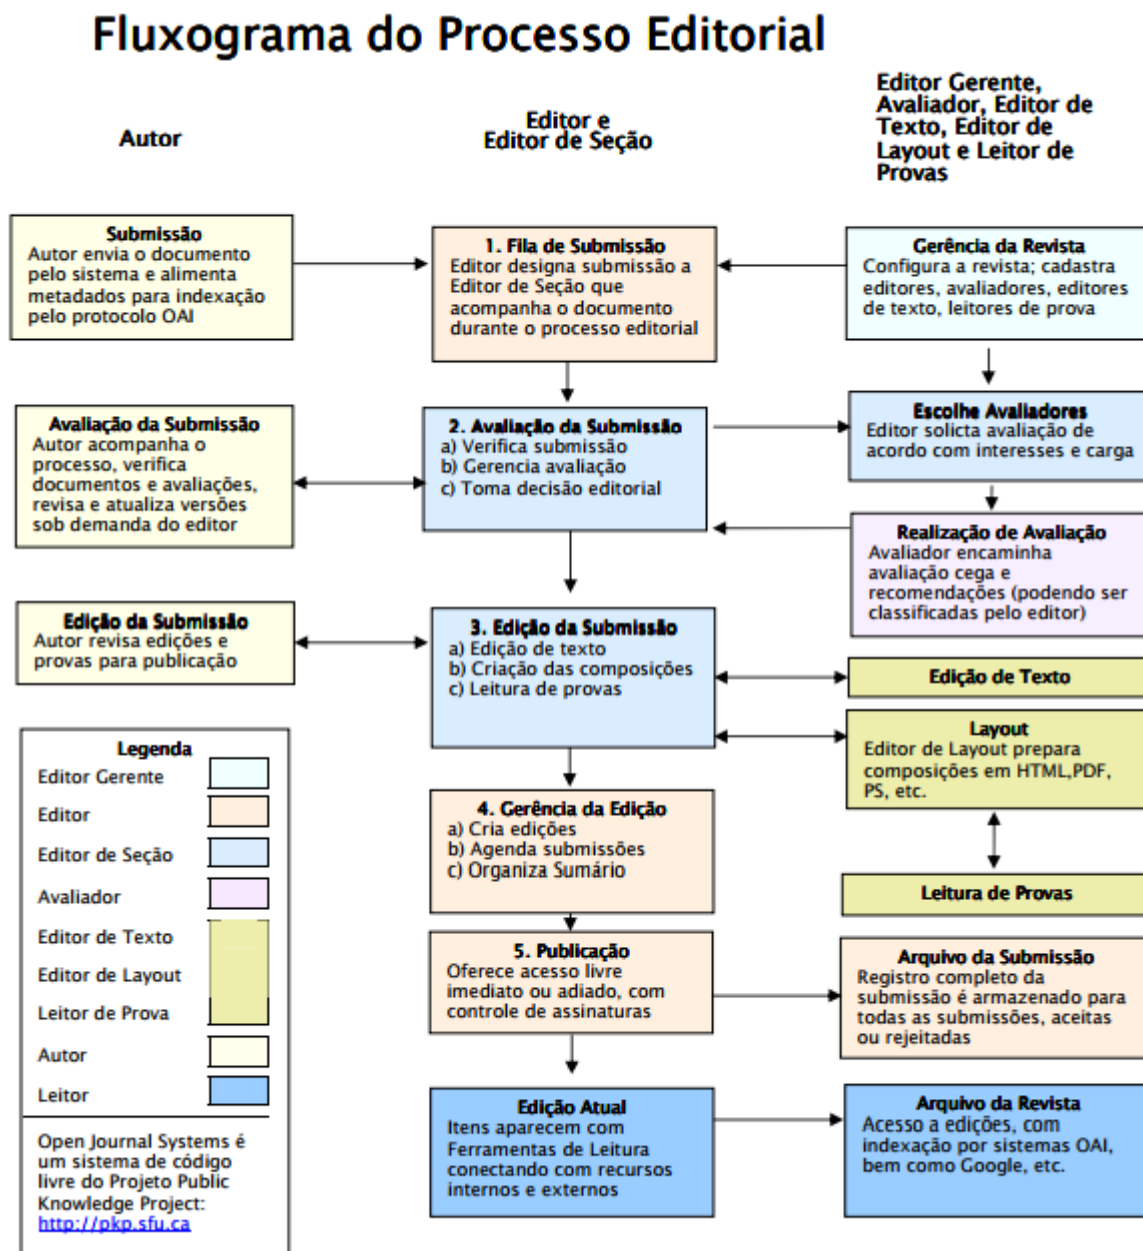 Fluxograma do Processo Editorial
Autor
Editor e
Editor de Seção
Editor Gerente,
Avaliador, Editor de
Texto, Editor de
Layout e Leitor de
Provas
Submissão
Autor envia o documento
pelo sistema e alimenta
metadados para indexação
pelo protocolo OAI
1. Fila de Submissão
Editor designa submissão a
Editor de Seção que
acompanha o documento
durante o processo editorial
Gerência da Revista
Configura a revista; cadastra
editores, avaliadores, editores
de texto, leitores de prova
Avaliação da Submissão
Autor acompanha o
processo, verifica
documentos e avaliações,
revisa e atualiza versões
sob demanda do editor
2. Avaliação da Submissão
a) Verifica submissão
b) Gerencia avaliação
c) Toma decisão editorial
Escolhe Avaliadores
Editor solicta avaliação de
acordo com interesses e carga
Realização de Avaliação
Avaliador encaminha
avaliação cega e
recomendações (podendo ser
classificadas pelo editor)
Edição da Submissão
Autor revisa edições e
provas para publicação
3. Edição da Submissão
a) Edição de texto
b) Criação das composições
c) Leitura de provas
Edição de Texto
Layout
Editor de Layout prepara
composições em HTML,PDF,
PS, etc.
Leitura de Provas
4. Gerência da Edição
a) Cria edições
b) Agenda submissões
c) Organiza Sumário
5. Publicação
Oferece acesso livre
imediato ou adiado, com
controle de assinaturas
Arquivo da Submissão
Registro completo da
submissão é armazenado para
todas as submissões, aceitas
ou rejeitadas
Edição Atual
Itens aparecem com
Ferramentas de Leitura
conectando com recursos
internos e externos
Arquivo da Revista
Acesso a edições, com
indexação por sistemas OAI,
bem como Google, etc.
Legenda
Editor Gerente
Editor
Editor de Seção
Avaliador
Editor de Texto
Editor de Layout
Leitor de Prova
Autor
Leitor
Open Journal Systems é
um sistema de código
livre do Projeto Public
Knowledge Project:
http://pkp.sfu.ca